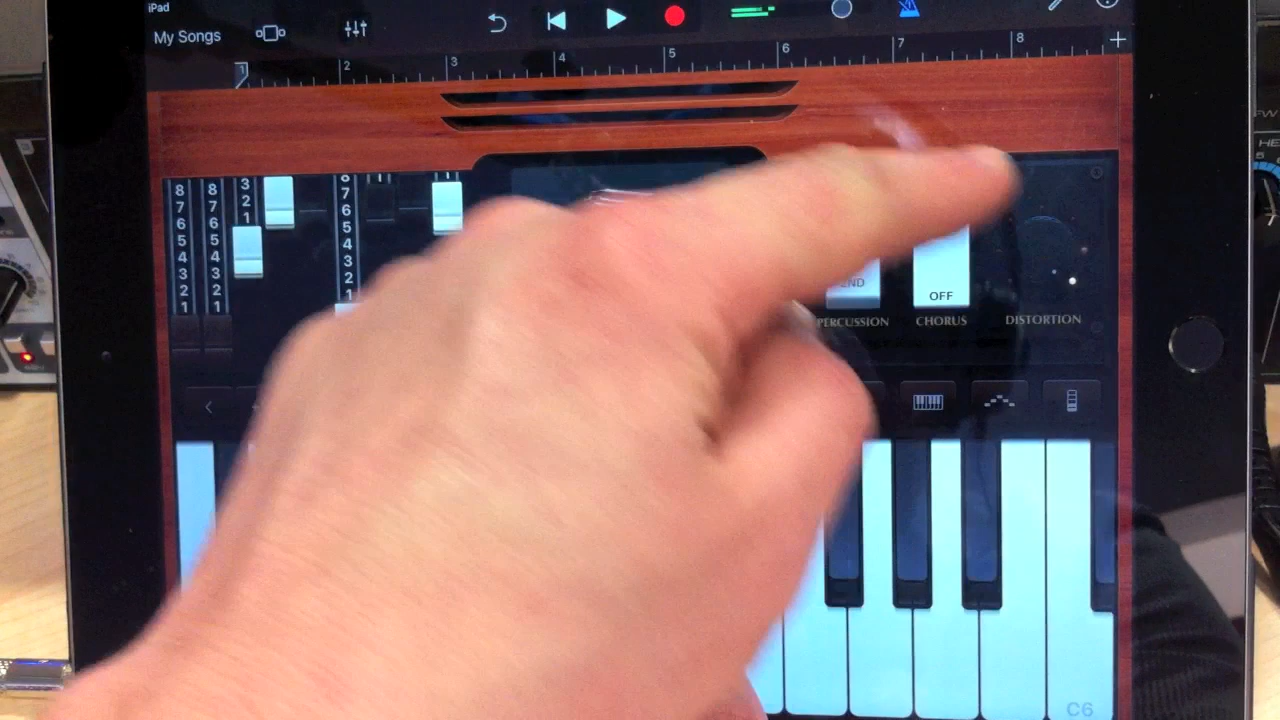 iPad
My Songs
1 2 3 4 5 6 7 8 +
8 7 6 5 4 3 2 1
8 7 6 5 4 3 2 1
3 2 1
8 7 6 5 4 3 2 1
OFF
PERCUSSION CHORUS DISTORTION
C6